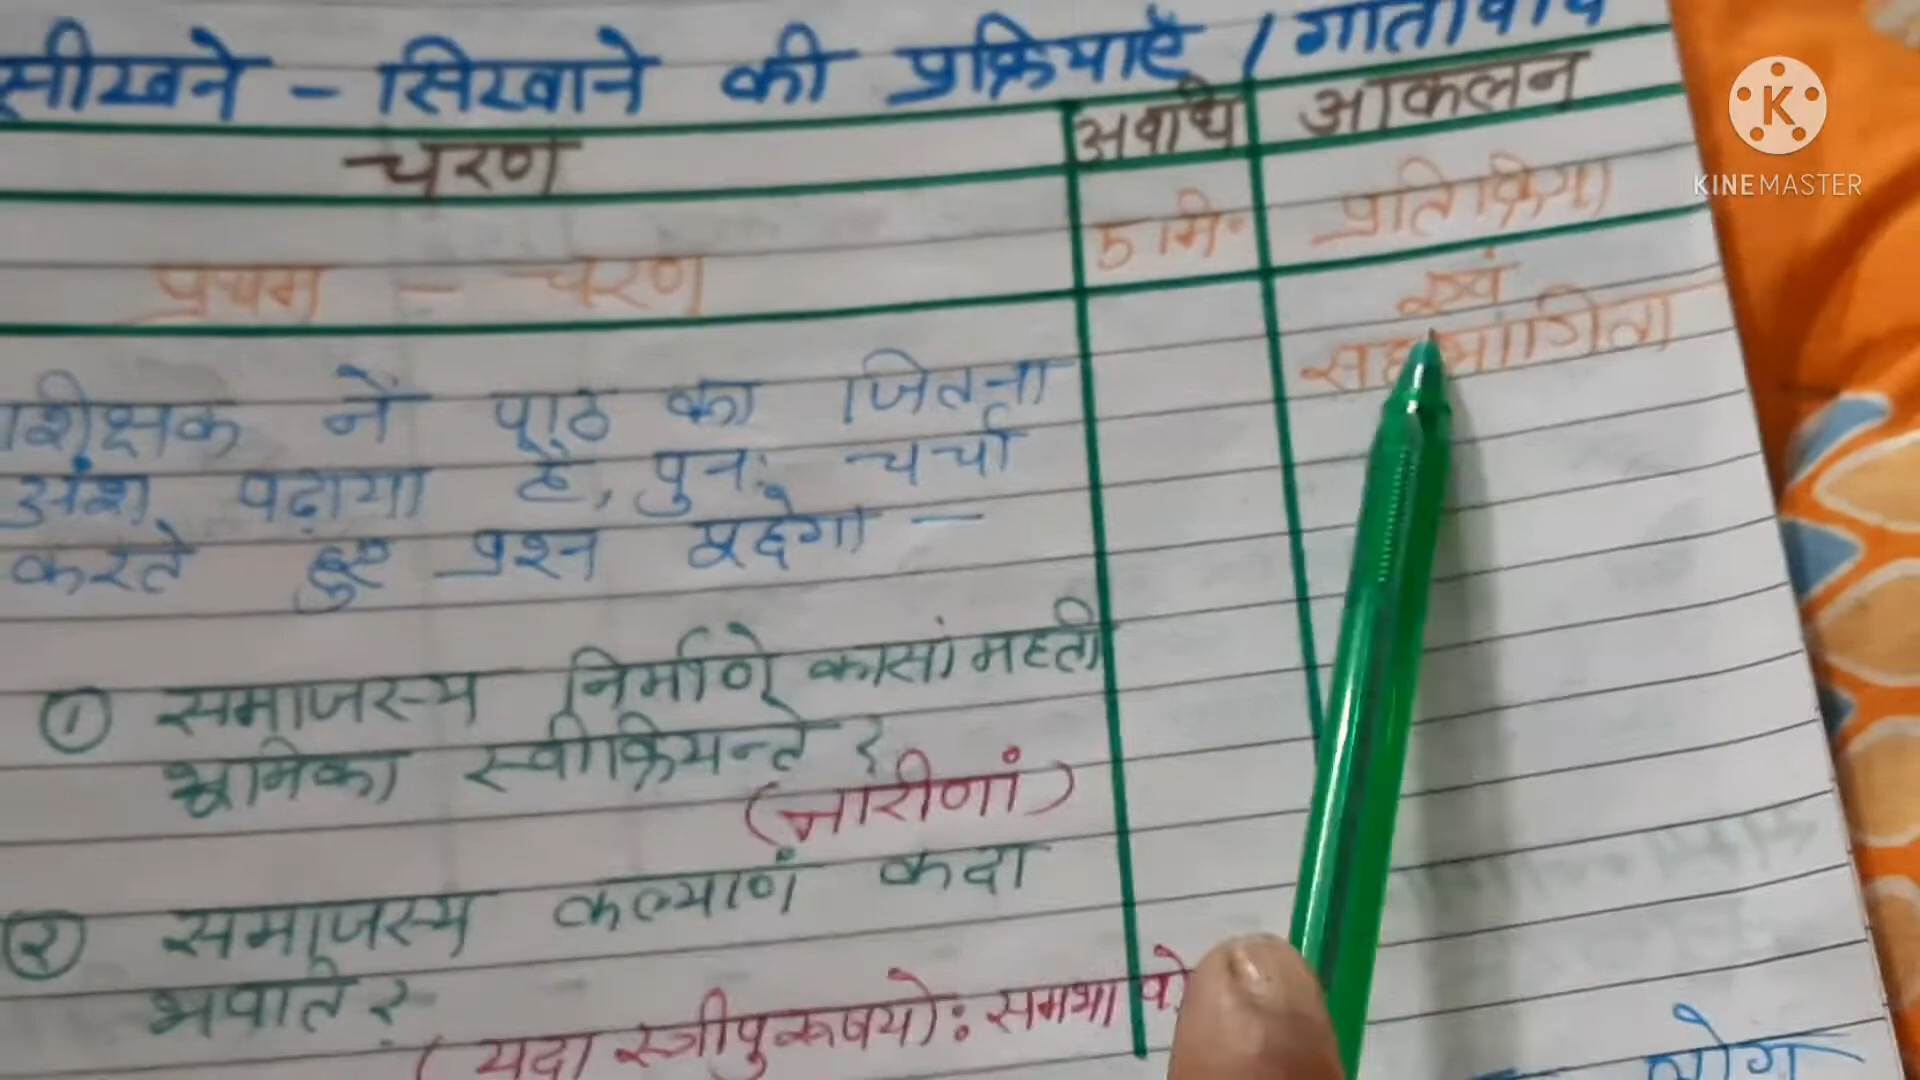 सीखने - सिखाने की प्रक्रियाएँ / गतिविधि
चरण अवधि आकलन
प्रथम - चरण 5 मि० प्रतिक्रिया
एवं
सहभागिता
शिक्षक ने पाठ का जितना
अंश पढ़ाया है, पुनः चर्चा
करते हुए प्रश्न पूछेगा -
① समाजस्य निर्माणे कासां महती
भूमिका स्वीक्रियन्ते ?
(नारीणां)
② समाजस्य कल्याणं कदा
भवति ?
(यदा स्त्रीपुरूषयो: समभा
KINEMASTER